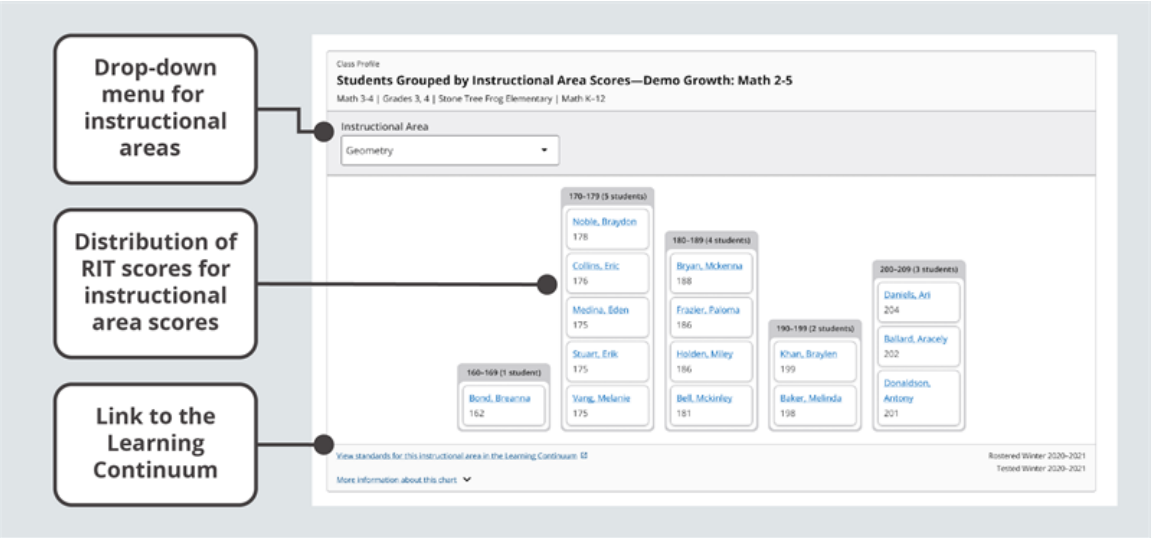 Drop-down
menu for
instructional
areas
Distribution of
RIT scores for
instructional
area scores
Link to the
Learning
Continuum
Class Profile
Students Grouped by Instructional Area Scores—Demo Growth: Math 2-5
Math 3-4 | Grades 3, 4 | Stone Tree Frog Elementary | Math K-12
Instructional Area
Geometry
160-169 (1 student)
Bond, Breanna
162
170-179 (5 students)
Noble, Braydon
178
Collins, Eric
176
Medina, Eden
175
Stuart, Erik
175
Vang, Melanie
175
180-189 (4 students)
Bryan, Mckenna
188
Frazier, Paloma
186
Holden, Miley
186
Bell, Mckinley
181
190-199 (2 students)
Khan, Braylen
199
Baker, Melinda
198
200-209 (3 students)
Daniels, Ari
204
Ballard, Aracely
202
Donaldson,
Antony
201
View standards for this instructional area in the Learning Continuum
More information about this chart
Rostered Winter 2020-2021
Tested Winter 2020-2021